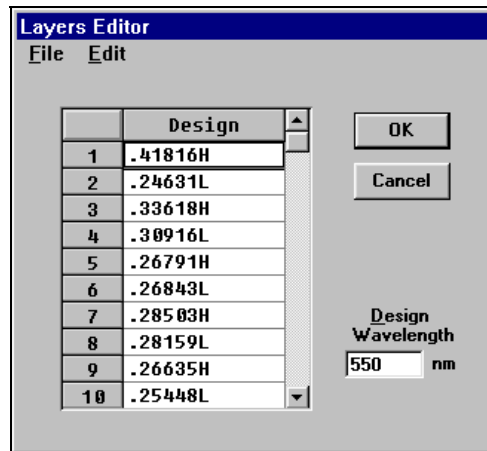 Layers Editor
File Edit
Design
1 .41816H
2 .24631L
3 .33618H
4 .30916L
5 .26791H
6 .26843L
7 .28503H
8 .28159L
9 .26635H
10 .25448L
OK
Cancel
Design
Wavelength
550 nm